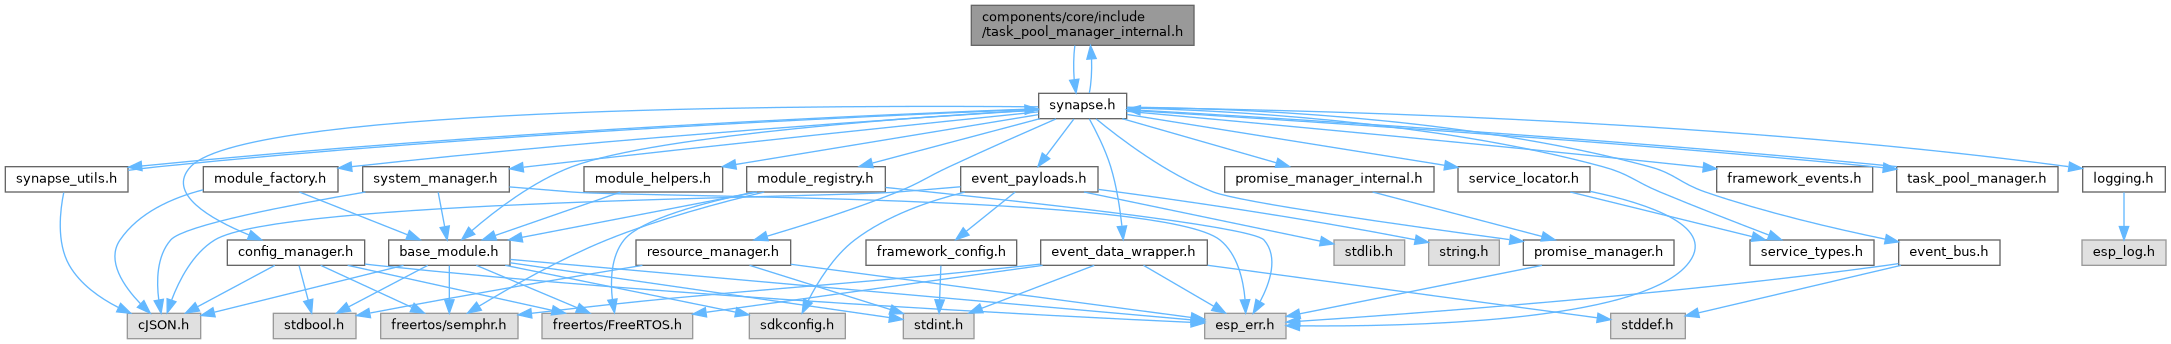 components/core/include
/task_pool_manager_internal.h
synapse.h
synapse_utils.h
module_factory.h
system_manager.h
module_helpers.h
module_registry.h
event_payloads.h
promise_manager_internal.h
service_locator.h
framework_events.h
task_pool_manager.h
logging.h
config_manager.h
base_module.h
resource_manager.h
framework_config.h
event_data_wrapper.h
stdlib.h
string.h
promise_manager.h
service_types.h
event_bus.h
esp_log.h
cJSON.h
stdbool.h
freertos/semphr.h
freertos/FreeRTOS.h
sdkconfig.h
stdint.h
esp_err.h
stddef.h